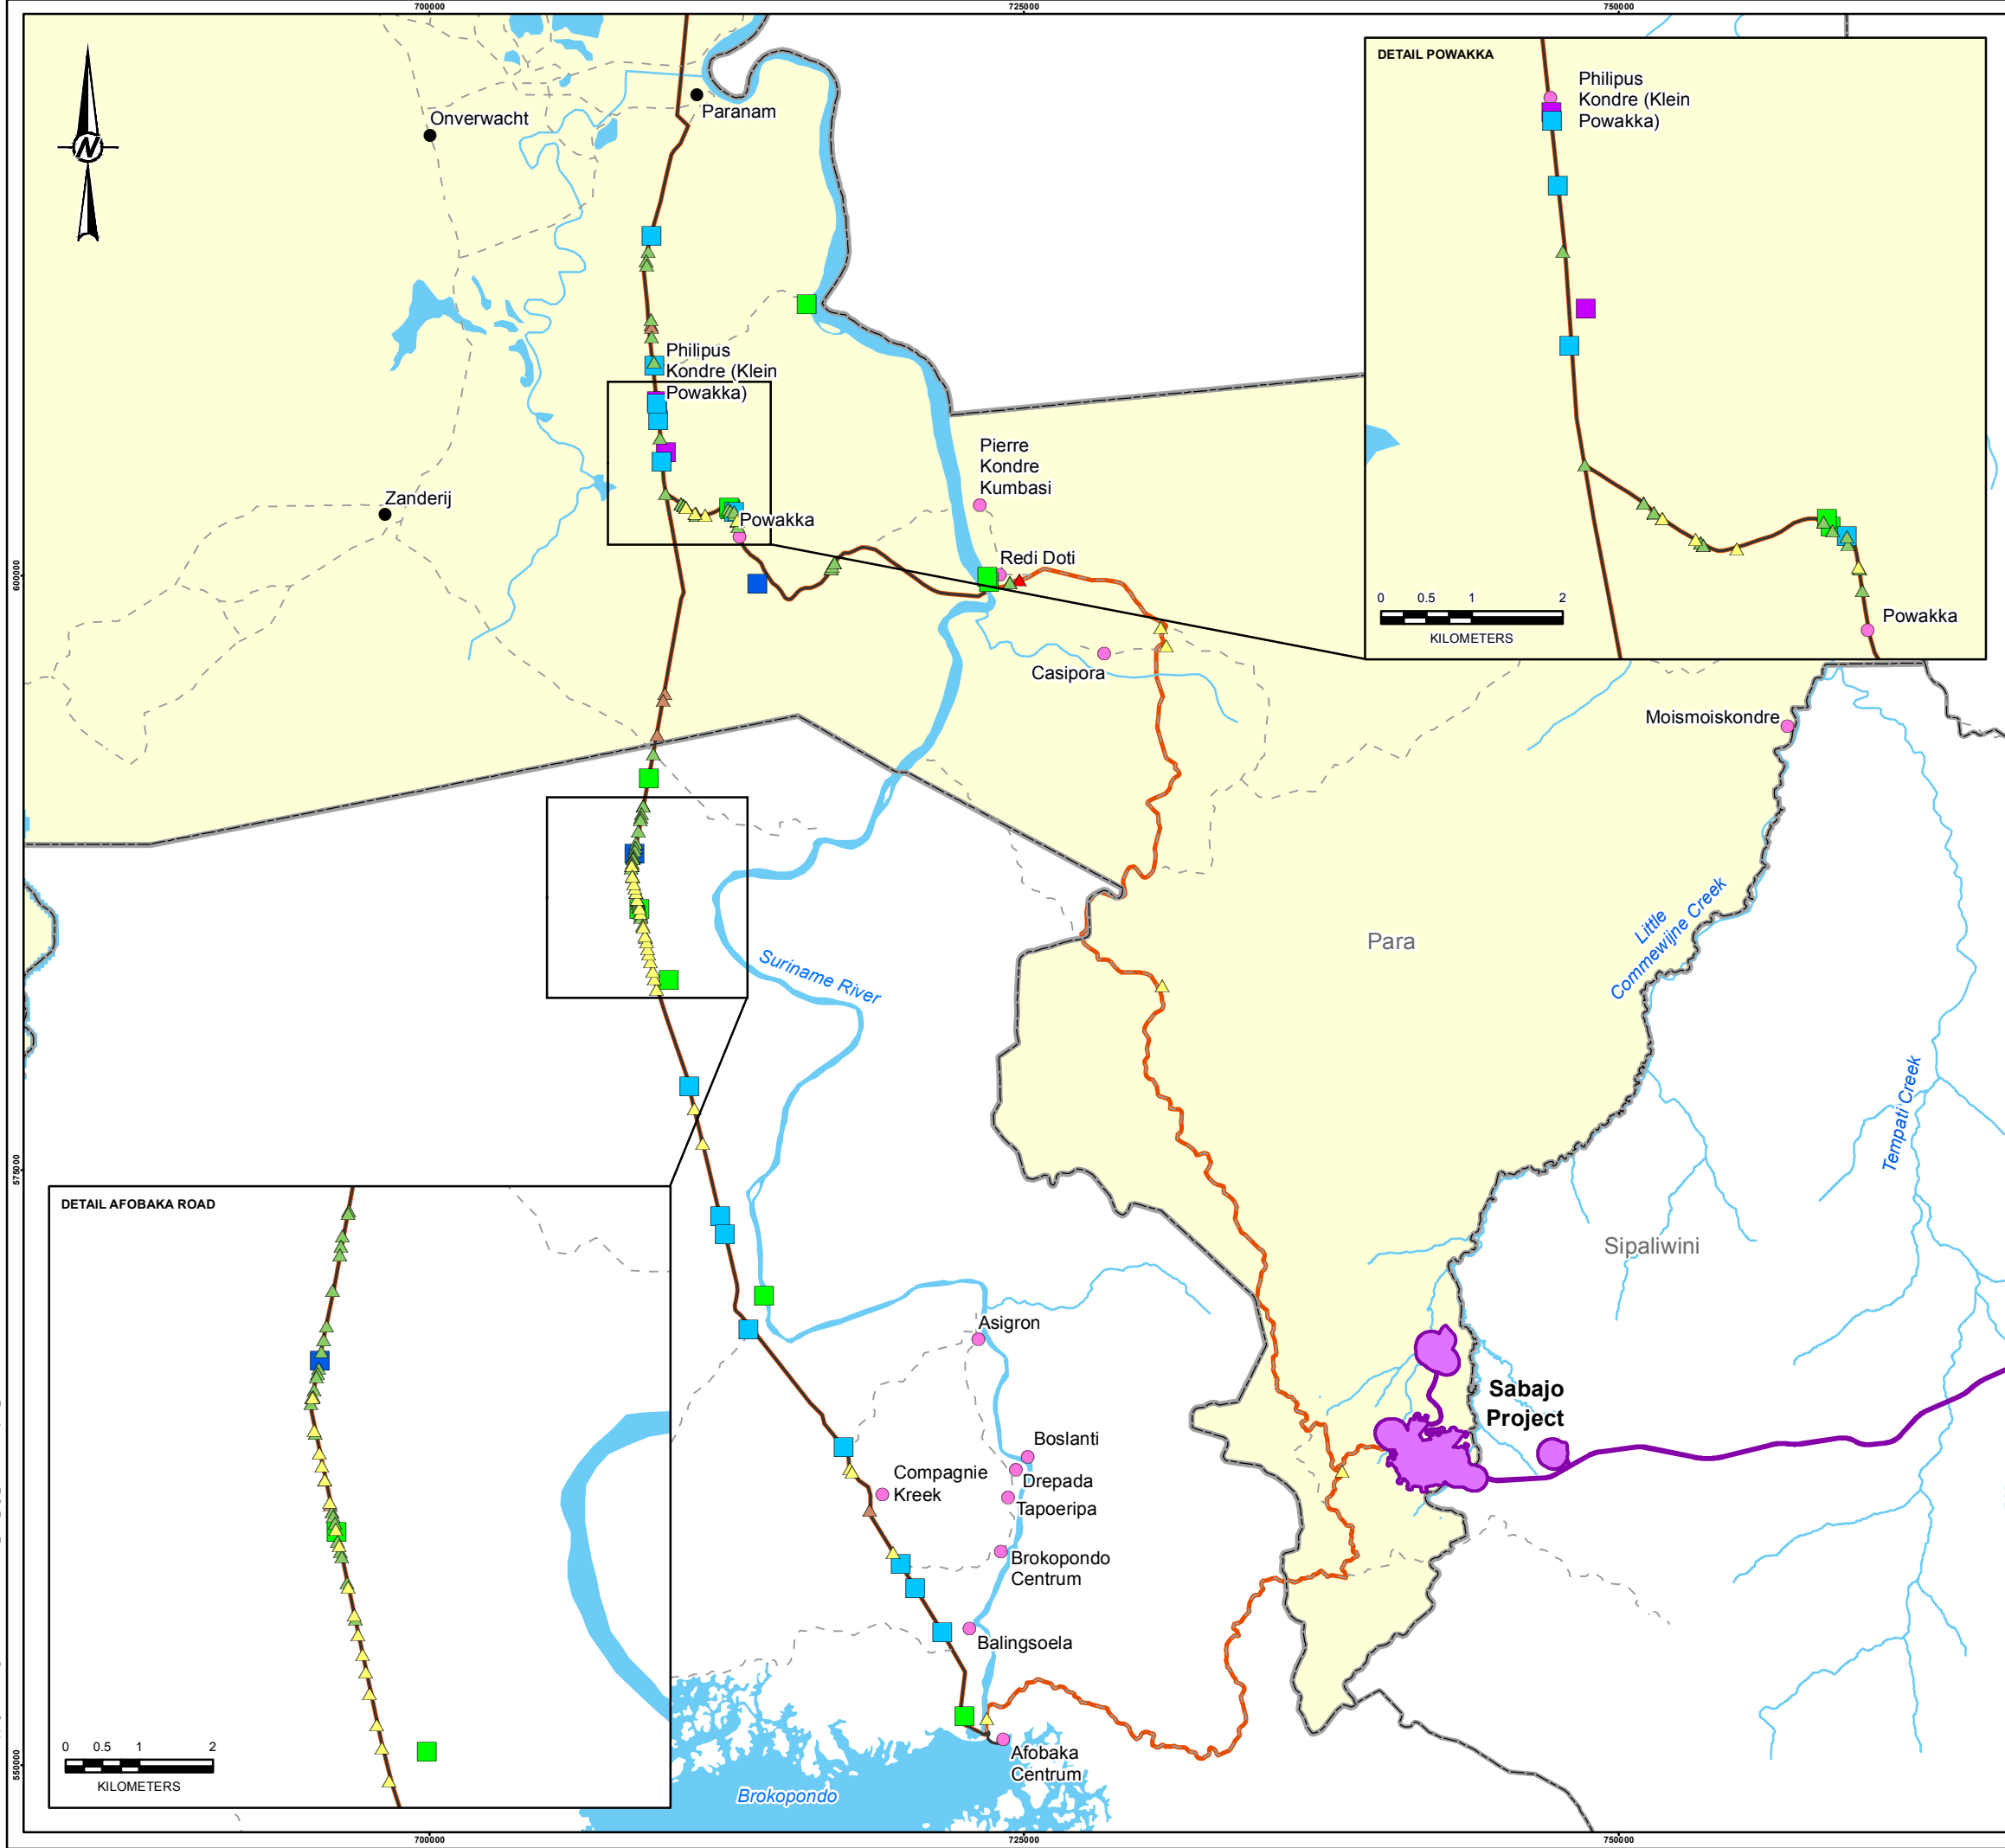 700000
725000
750000
N
Onverwacht
Paranam
DETAIL POWAKKA
Philipus
Kondre (Klein
Powakka)
0 0.5 1 2
KILOMETERS
Powakka
Philipus
Kondre (Klein
Powakka)
Pierre
Kondre
Kumbasi
Zanderij
Powakka
Redi Doti
600000
Casipora
Moismoiskondre
Para
Little
Commewijne Creek
Suriname River
Tempati Creek
575000
DETAIL AFOBAKA ROAD
Sipaliwini
Asigron
Sabajo
Project
Boslanti
Compagnie
Kreek
Drepada
Tapoeripa
Brokopondo
Centrum
Balingsoela
0 0.5 1 2
KILOMETERS
550000
Afobaka
Centrum
Brokopondo
700000
725000
750000